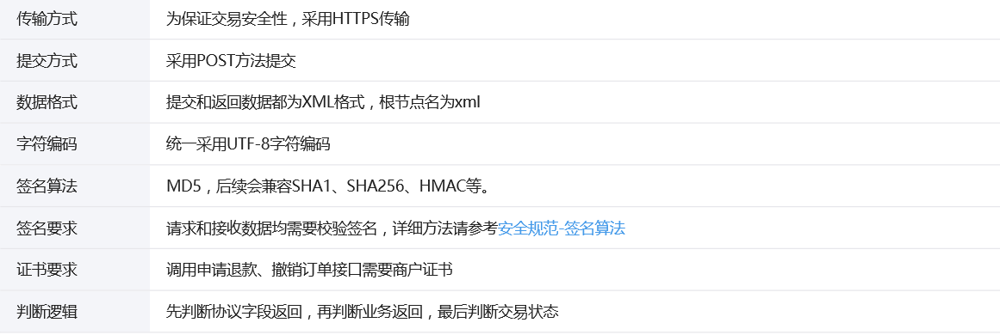 传输方式 为保证交易安全性，采用HTTPS传输
提交方式 采用POST方法提交
数据格式 提交和返回数据都为XML格式，根节点名为xml
字符编码 统一采用UTF-8字符编码
签名算法 MD5，后续会兼容SHA1、SHA256、HMAC等。
签名要求 请求和接收数据均需要校验签名，详细方法请参考安全规范-签名算法
证书要求 调用申请退款、撤销订单接口需要商户证书
判断逻辑 先判断协议字段返回，再判断业务返回，最后判断交易状态